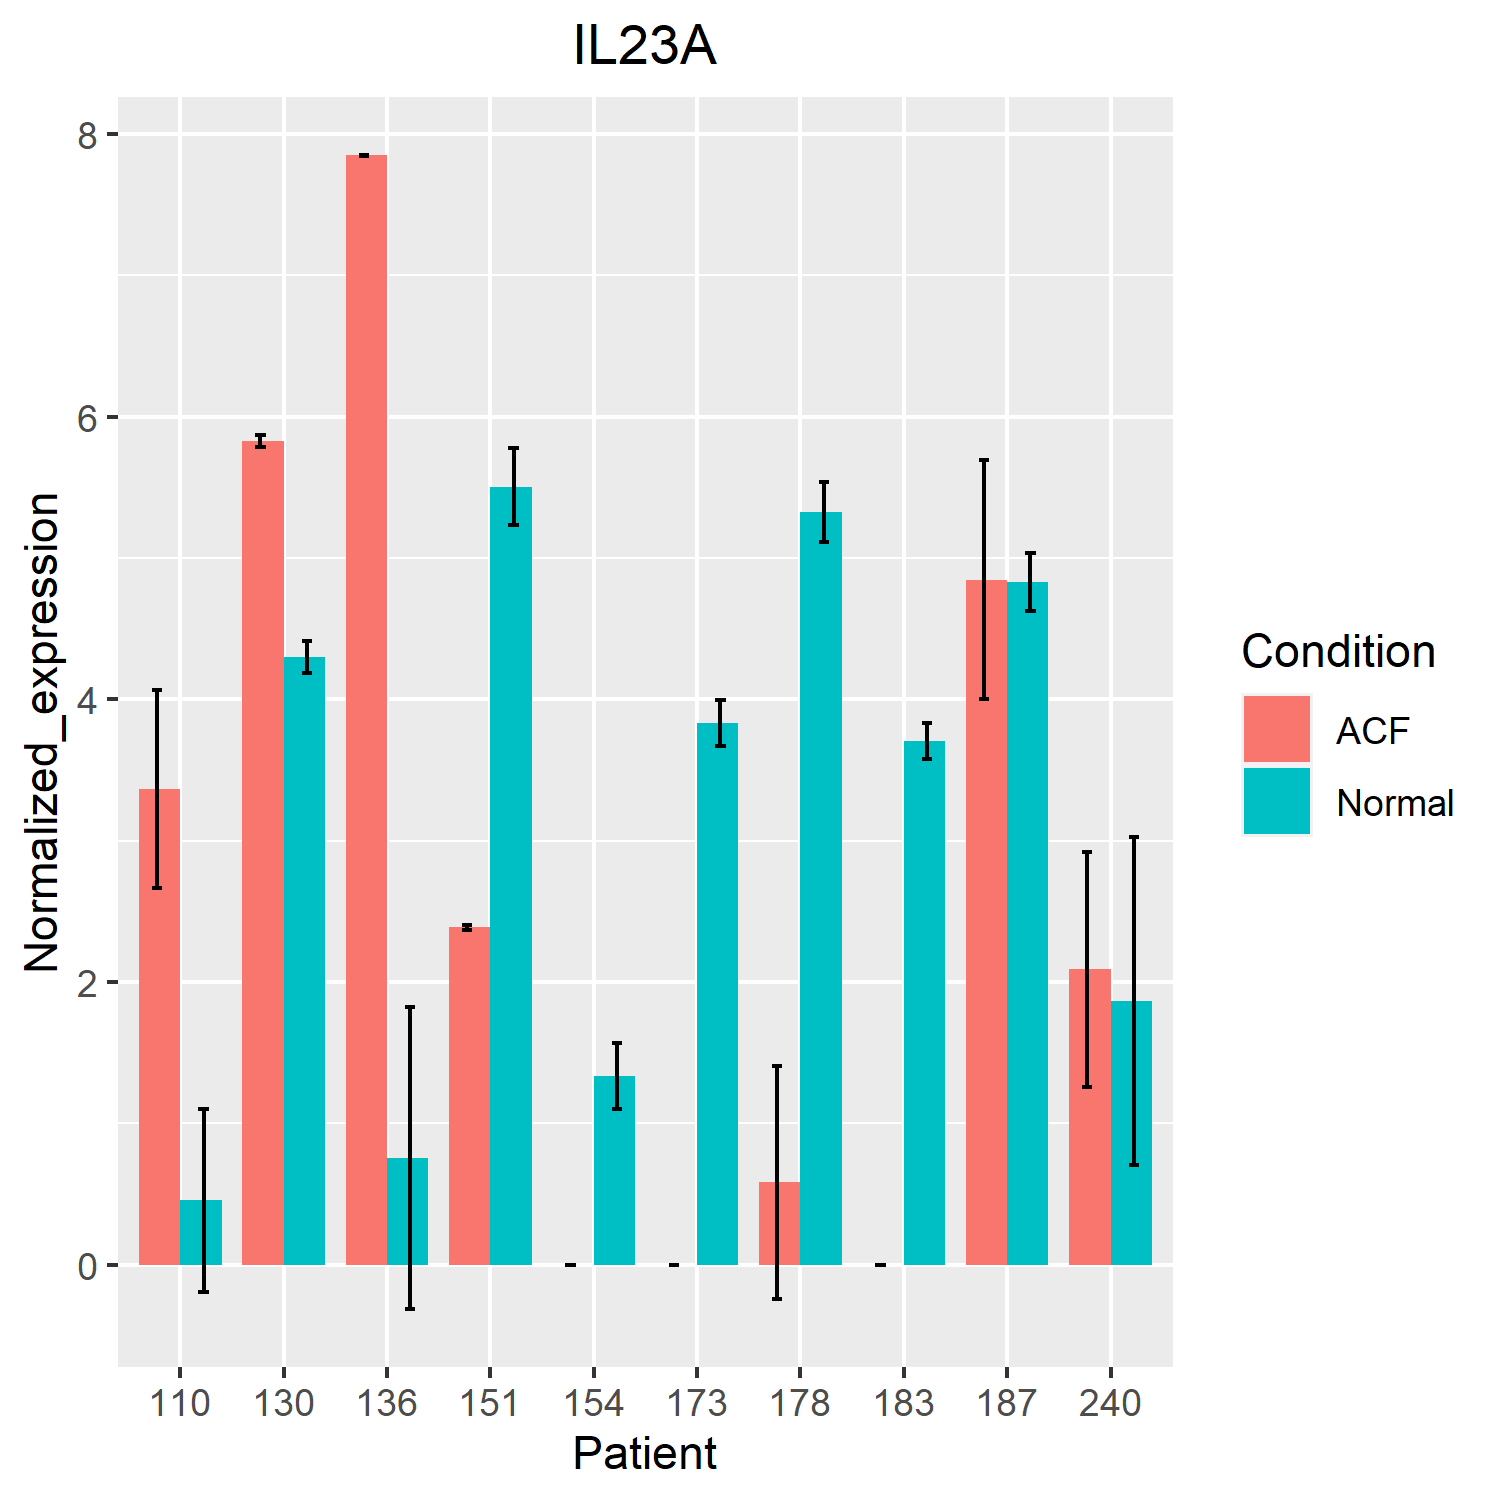 IL23A
Normalized_expression
8
6
4
2
0
110 130 136 151 154 173 178 183 187 240
Patient
Condition
ACF
Normal